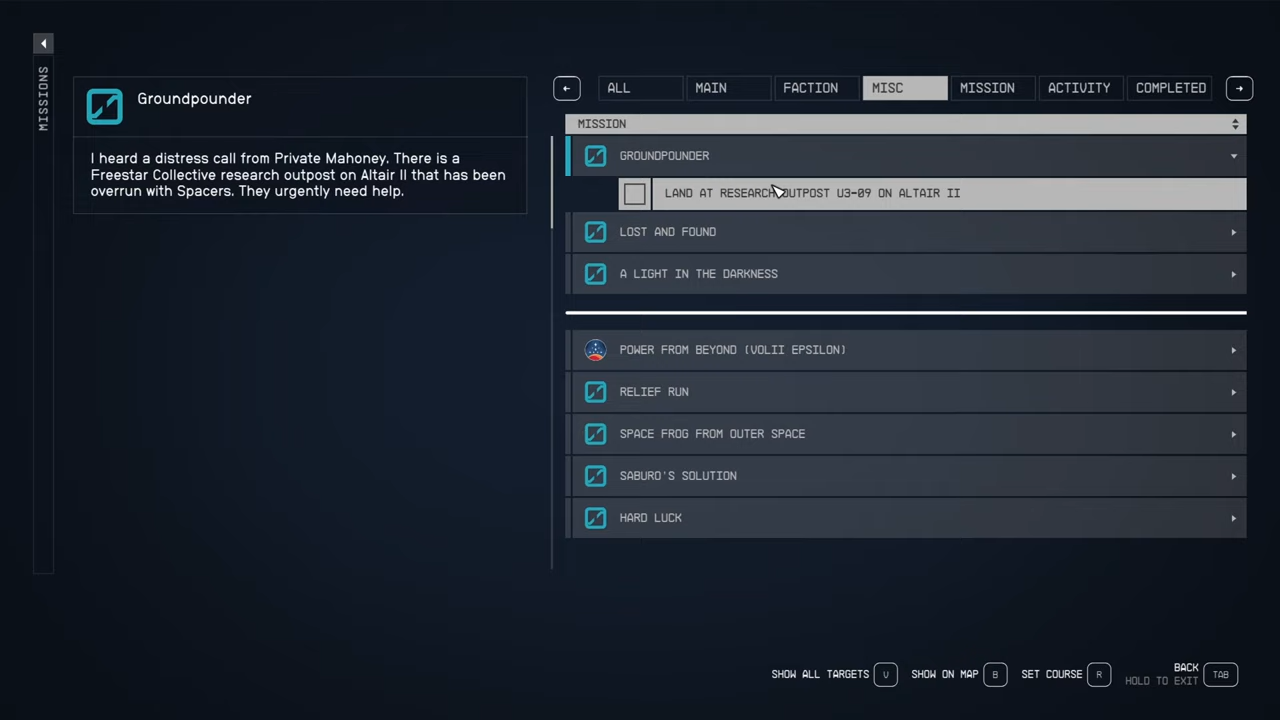 MISSIONS
Groundpounder
I heard a distress call from Private Mahoney. There is a
Freestar Collective research outpost on Altair II that has been
overrun with Spacers. They urgently need help.
ALL
MAIN
FACTION
MISC
MISSION
ACTIVITY
COMPLETED
MISSION
GROUNDPOUNDER
LAND AT RESEARCH OUTPOST U3-09 ON ALTAIR II
LOST AND FOUND
A LIGHT IN THE DARKNESS
POWER FROM BEYOND (VOLII EPSILON)
RELIEF RUN
SPACE FROG FROM OUTER SPACE
SABURO'S SOLUTION
HARD LUCK
SHOW ALL TARGETS V
SHOW ON MAP B
SET COURSE R
BACK
HOLD TO EXIT
TAB